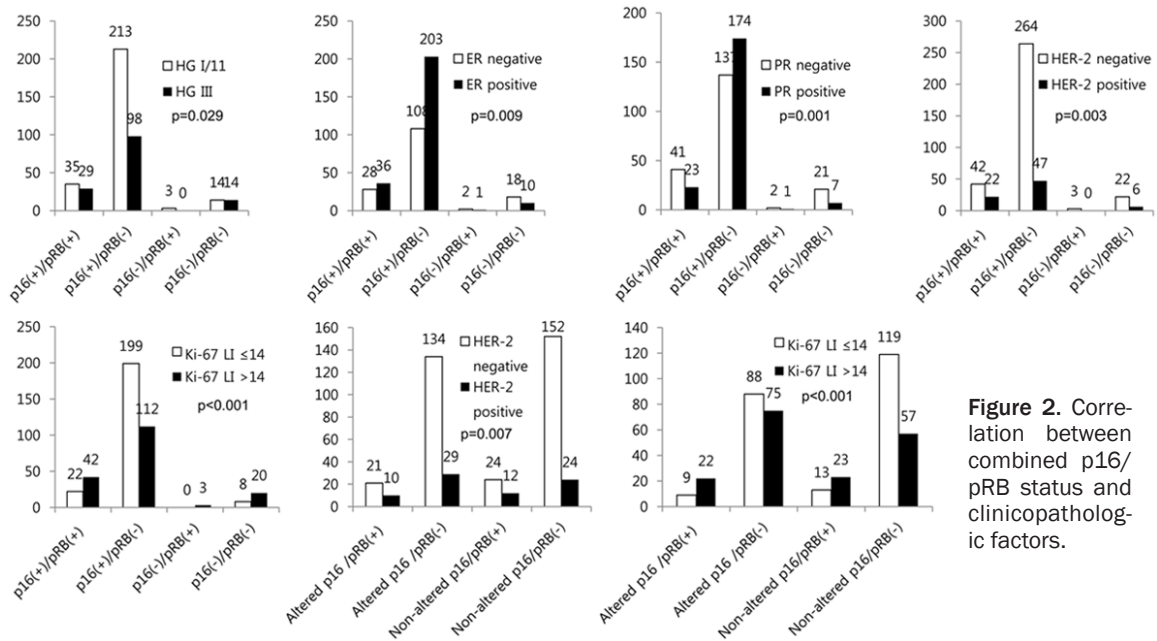 250
200
150
100
50
0
213
98
35
29
3
0
14
14
HG I/11
HG III
p=0.029
p16(+)/pRB(+)
p16(+)/pRB(-)
p16(-)/pRB(+)
p16(-)/pRB(-)
250
200
150
100
50
0
28
36
108
203
2
1
18
10
ER negative
ER positive
p=0.009
p16(+)/pRB(+)
p16(+)/pRB(-)
p16(-)/pRB(+)
p16(-)/pRB(-)
200
150
100
50
0
41
23
137
174
2
1
21
7
PR negative
PR positive
p=0.001
p16(+)/pRB(+)
p16(+)/pRB(-)
p16(-)/pRB(+)
p16(-)/pRB(-)
300
250
200
150
100
50
0
42
22
264
47
3
0
22
6
HER-2 negative
HER-2 positive
p=0.003
p16(+)/pRB(+)
p16(+)/pRB(-)
p16(-)/pRB(+)
p16(-)/pRB(-)
250
200
150
100
50
0
22
42
199
112
0
3
8
20
Ki-67 LI ≤14
Ki-67 LI >14
p<0.001
p16(+)/pRB(+)
p16(+)/pRB(-)
p16(-)/pRB(+)
p16(-)/pRB(-)
160
140
120
100
80
60
40
20
0
21
10
134
29
24
12
152
24
HER-2
negative
HER-2
positive
p=0.007
Altered p16 /pRB(+)
Altered p16 /pRB(-)
Non-altered p16/pRB(+)
Non-altered p16/pRB(-)
140
120
100
80
60
40
20
0
9
22
88
75
13
23
119
57
Ki-67 LI ≤14
Ki-67 LI >14
p<0.001
Altered p16 /pRB(+)
Altered p16 /pRB(-)
Non-altered p16/pRB(+)
Non-altered p16/pRB(-)
Figure 2. Corre-
lation between
combined p16/
pRB status and
clinicopatholog-
ic factors.